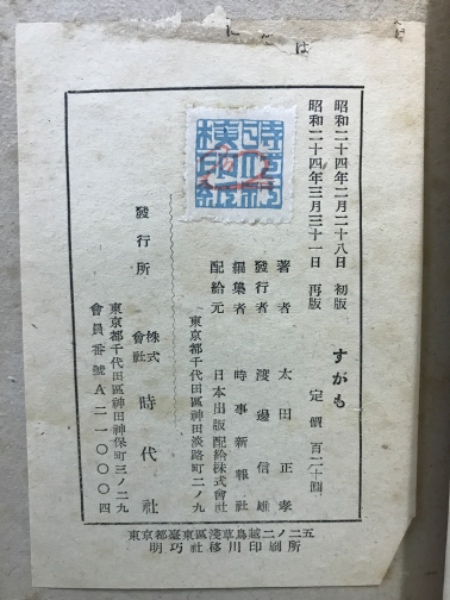 昭和二十四年二月二十八日 初版
昭和二十四年三月三十一日 再版
すがも 定價 百二十圓
著者 太田正孝
發行者 渡邊信雄
編集者 時事新報社
配給元 日本出版配給株式會社
東京都千代田區神田淡路町二ノ九
發行所 株式會社 時代社
東京都千代田區神田神保町三ノ二九
會員番號A二一〇〇〇四
東京都臺東區淺草鳥越二ノ二五
明巧社移川印刷所